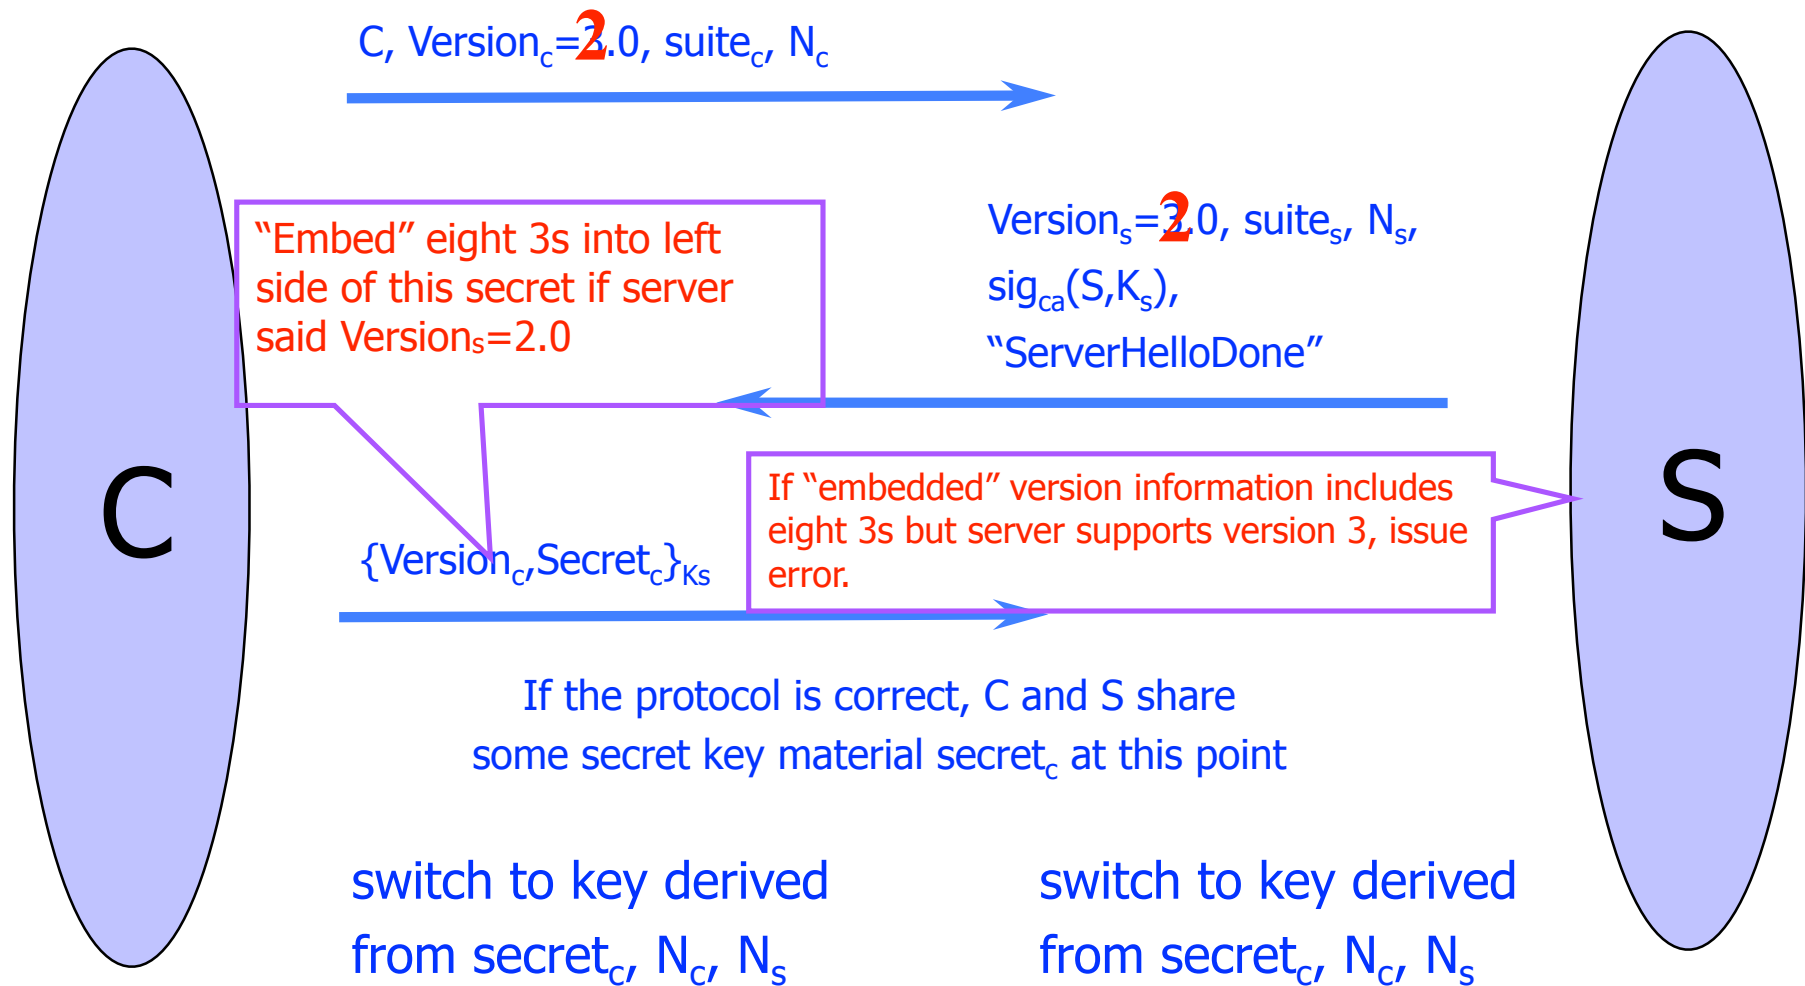 C, Versionc=2.0, suitec, Nc
Versions=2.0, suites, Ns,
sigca(S,Ks),
“ServerHelloDone”
“Embed” eight 3s into left
side of this secret if server
said Versions=2.0
C
S
If “embedded” version information includes
eight 3s but server supports version 3, issue
error.
{Versionc,Secretc}Ks
If the protocol is correct, C and S share
some secret key material secretc at this point
switch to key derived
from secretc, Nc, Ns
switch to key derived
from secretc, Nc, Ns